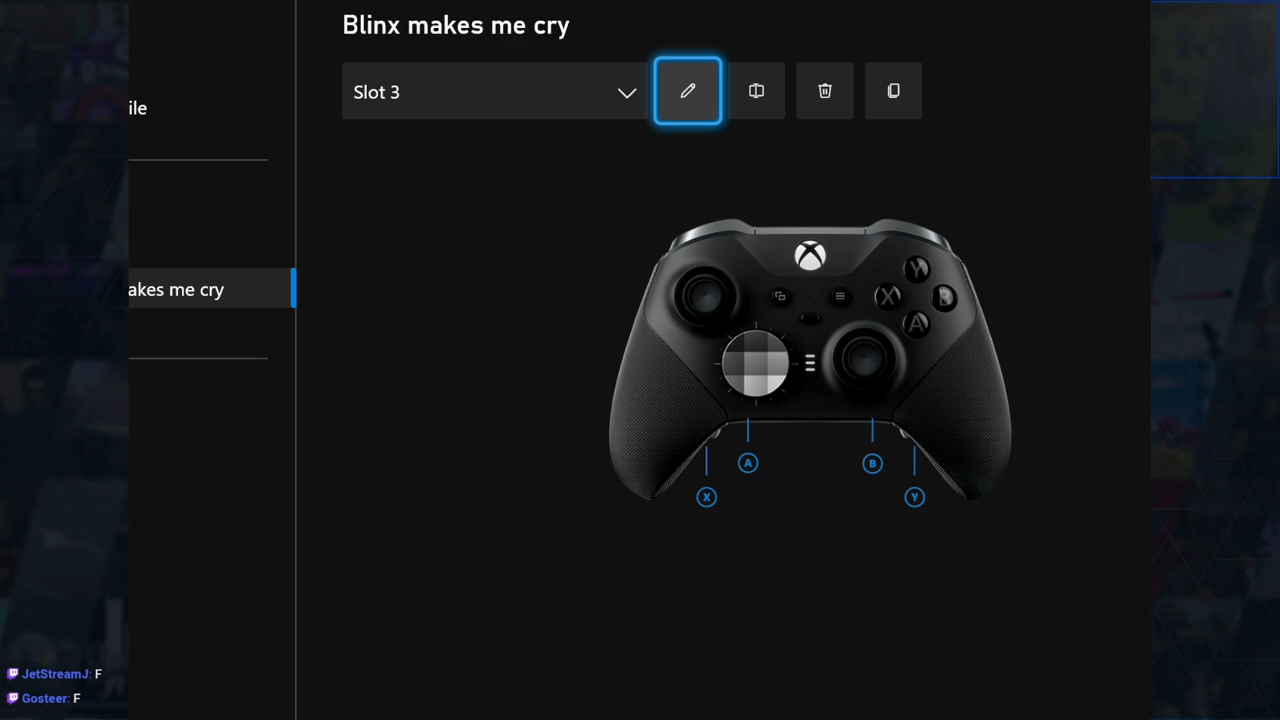 Blinx makes me cry
Slot 3
ile
akes me cry
Y
X
B
A
A
B
X
Y
JetStreamJ: F
Gosteer: F